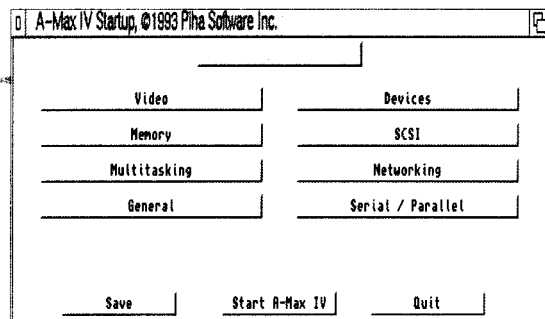 A-Max IV Startup, ©1993 Piha Software Inc.
Video
Devices
Memory
SCSI
Multitasking
Networking
General
Serial / Parallel
Save
Start A-Max IV
Quit